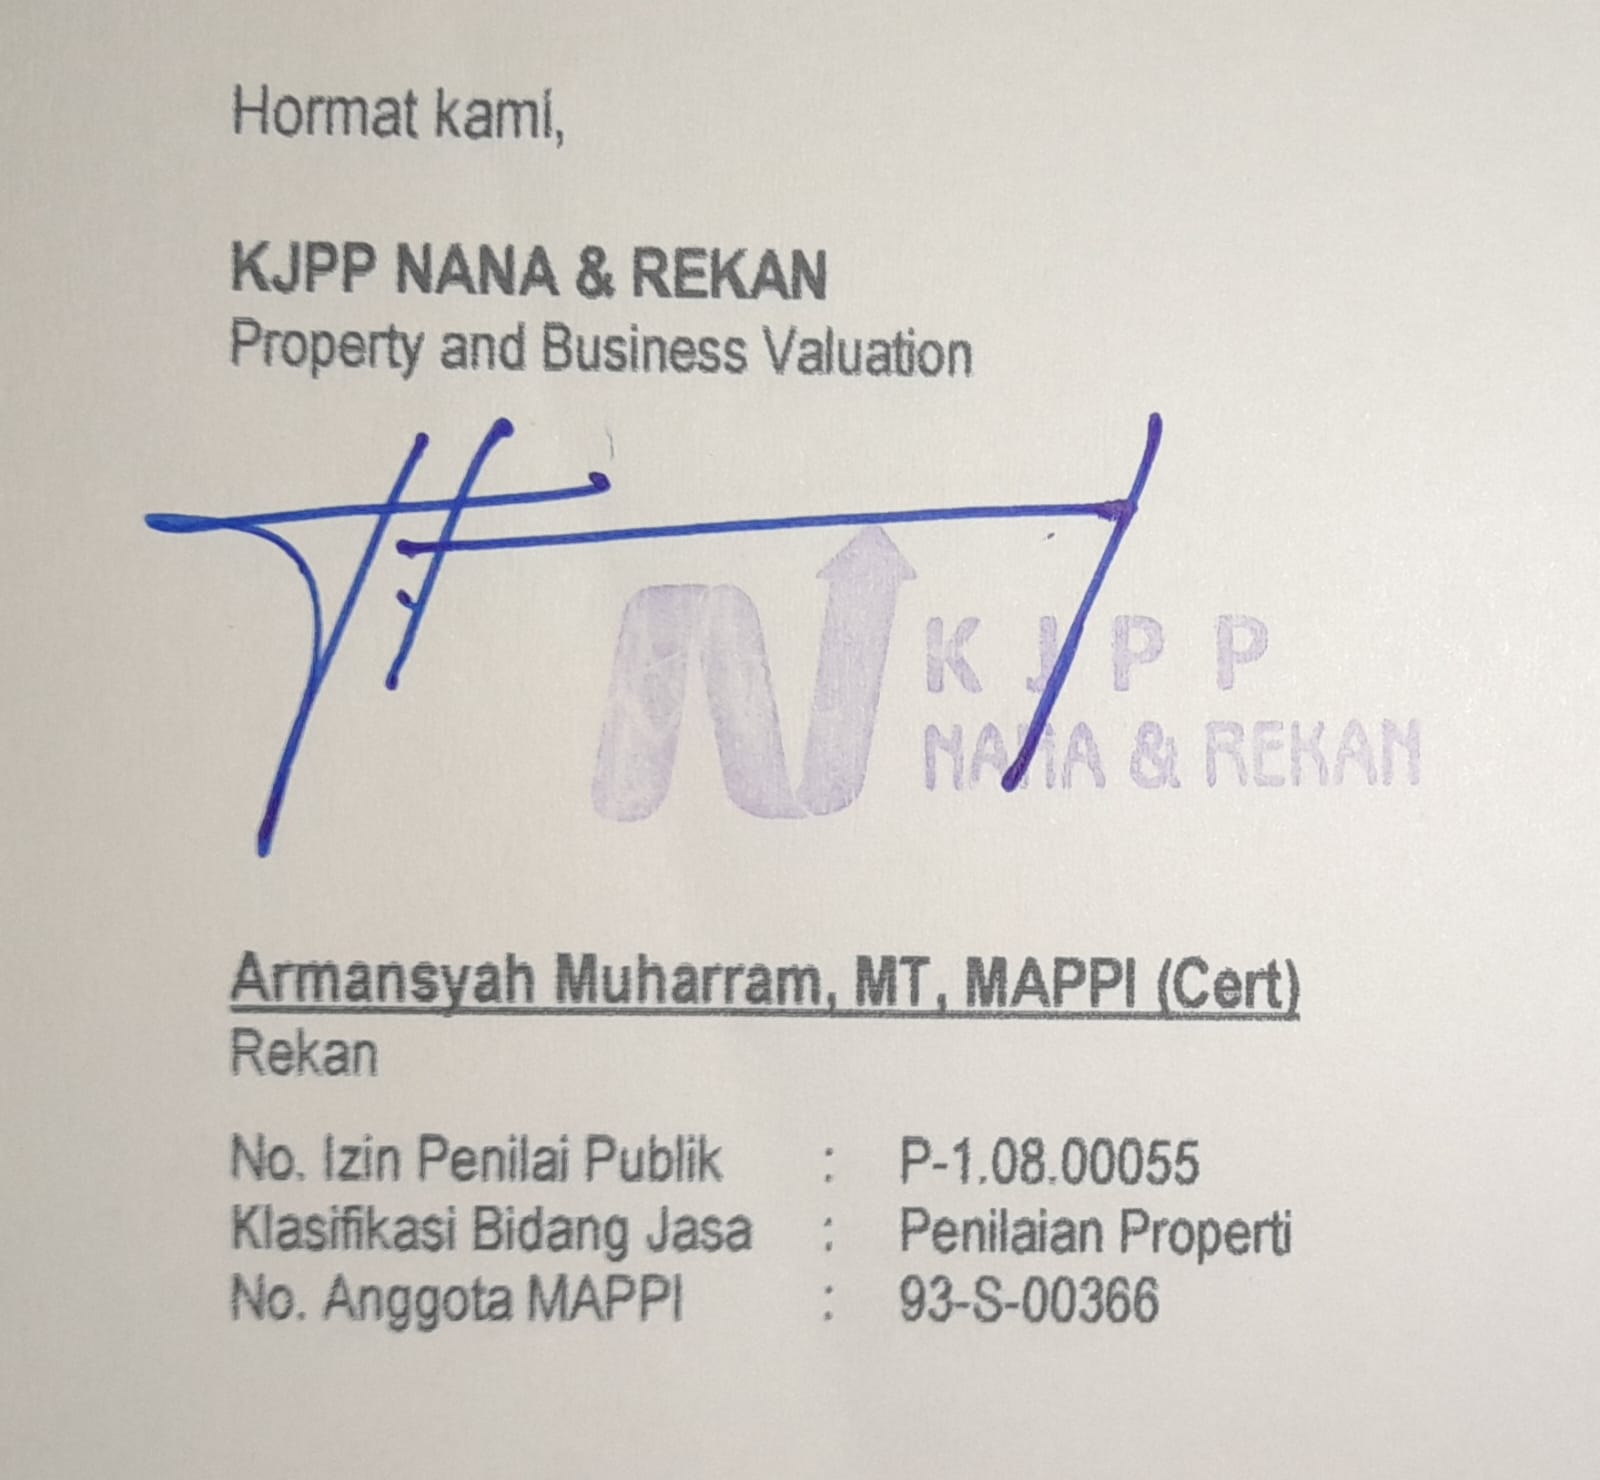 Hormat kami,
KJPP NANA & REKAN
Property and Business Valuation
K J P P
NANA & REKAN
Armansyah Muharram, MT, MAPPI (Cert)
Rekan
No. Izin Penilai Publik : P-1.08.00055
Klasifikasi Bidang Jasa : Penilaian Properti
No. Anggota MAPPI : 93-S-00366